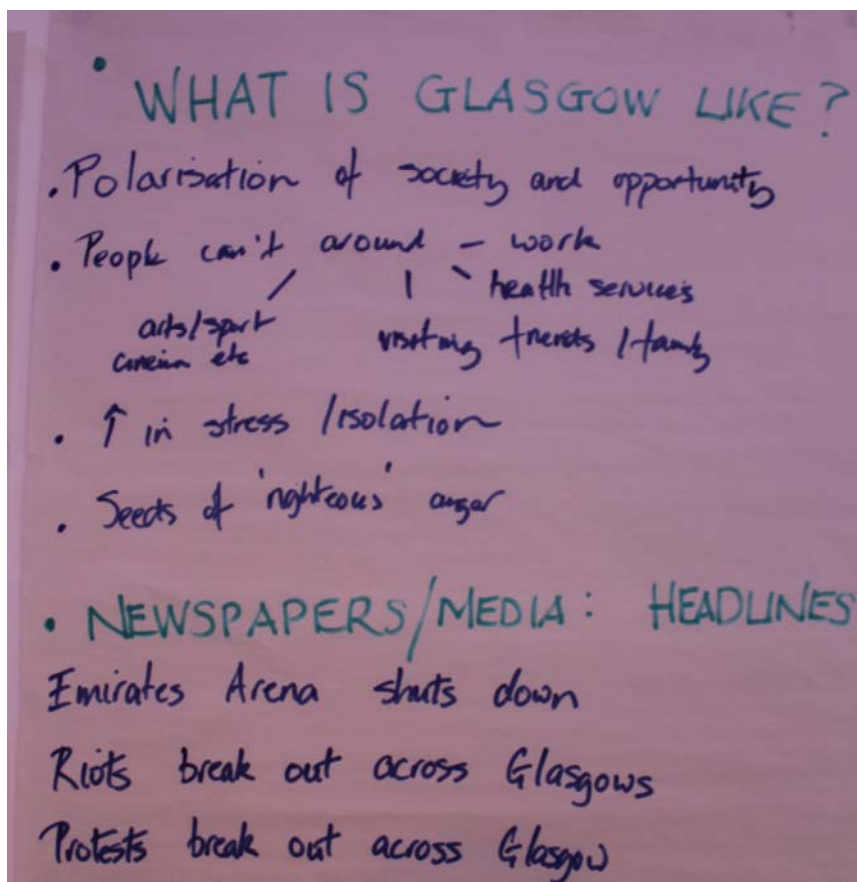 • WHAT IS GLASGOW LIKE?
. Polarisation of society and opportunity
. People can't around – work
health services
arts/sport
visiting friends / family
cinema etc
. ↑ in stress / isolation
. Seeds of 'righteous' anger
• NEWSPAPERS/MEDIA: HEADLINES
Emirates Arena shuts down
Riots break out across Glasgows
Protests break out across Glasgow